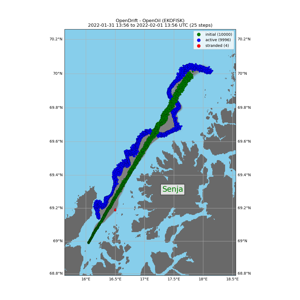 OpenDrift - OpenOil (EKOFISK)
2022-01-31 13:56 to 2022-02-01 13:56 UTC (25 steps)
initial (10000)
active (9996)
stranded (4)
70.2°N 70.2°N
70°N 70°N
69.8°N 69.8°N
69.6°N 69.6°N
69.4°N 69.4°N
Senja
69.2°N 69.2°N
69°N 69°N
68.8°N 68.8°N
16°E 16.5°E 17°E 17.5°E 18°E 18.5°E